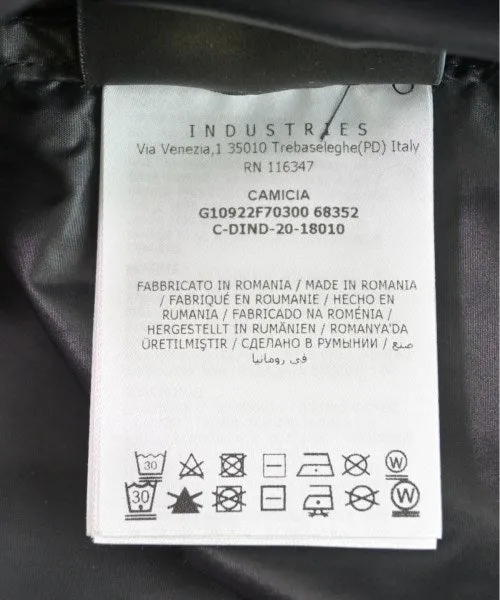 INDUSTRIES
Via Venezia,1 35010 Trebaseleghe(PD) Italy
RN 116347
CAMICIA
G10922F70300 68352
C-DIND-20-18010
FABBRICATO IN ROMANIA / MADE IN ROMANIA
/ FABRIQUÉ EN ROUMANIE / HECHO EN
RUMANIA / FABRICADO NA ROMÉNIA /
HERGESTELLT IN RUMÄNIEN / ROMANYA'DA
ÜRETILMIŞTIR / СДЕЛАНО В РУМЫНИИ / صنع
في رومانيا
30 W
30 W